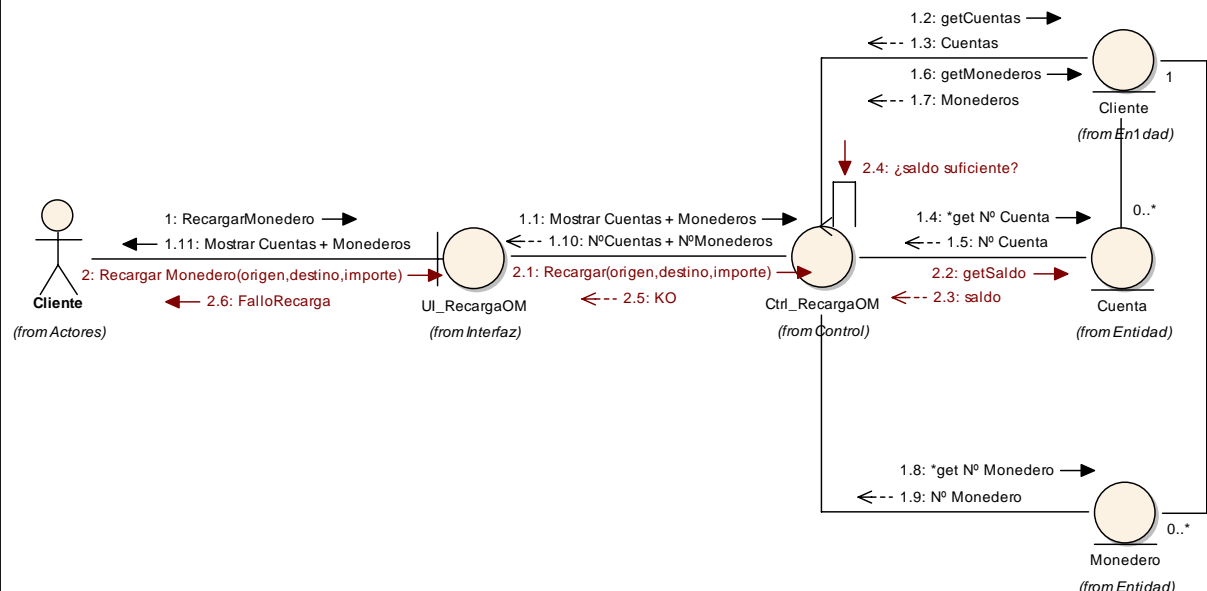 1.2: getCuentas
1.3: Cuentas
1.6: getMonederos
1
1.7: Monederos
Cliente
(from En1dad)
2.4: ¿saldo suficiente?
1: RecargarMonedero
1.1: Mostrar Cuentas + Monederos
1.4: *get Nº Cuenta
0..*
1.11: Mostrar Cuentas + Monederos
1.10: NºCuentas + NºMonederos
1.5: Nº Cuenta
2: Recargar Monedero(origen,destino,importe)
2.1: Recargar(origen,destino,importe)
2.2: getSaldo
2.6: FalloRecarga
2.5: KO
2.3: saldo
Cliente
(from Actores)
UI_RecargaOM
(from Interfaz)
Ctrl_RecargaOM
(from Control)
Cuenta
(from Entidad)
1.8: *get Nº Monedero
1.9: Nº Monedero
0..*
Monedero
(from Entidad)